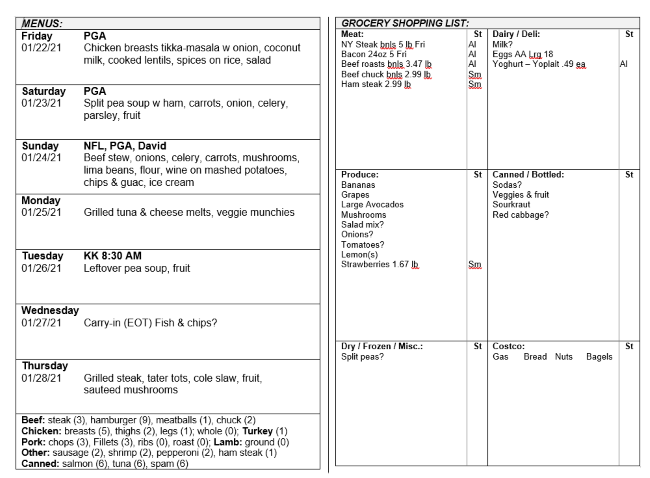 MENUS:
Friday PGA
01/22/21 Chicken breasts tikka-masala w onion, coconut
milk, cooked lentils, spices on rice, salad
Saturday PGA
01/23/21 Split pea soup w ham, carrots, onion, celery,
parsley, fruit
Sunday NFL, PGA, David
01/24/21 Beef stew, onions, celery, carrots, mushrooms,
lima beans, flour, wine on mashed potatoes,
chips & guac, ice cream
Monday
01/25/21 Grilled tuna & cheese melts, veggie munchies
Tuesday KK 8:30 AM
01/26/21 Leftover pea soup, fruit
Wednesday
01/27/21 Carry-in (EOT) Fish & chips?
Thursday
01/28/21 Grilled steak, tater tots, cole slaw, fruit,
sauteed mushrooms
Beef: steak (3), hamburger (9), meatballs (1), chuck (2)
Chicken: breasts (5), thighs (2), legs (1); whole (0); Turkey (1)
Pork: chops (3), Fillets (3), ribs (0), roast (0); Lamb: ground (0)
Other: sausage (2), shrimp (2), pepperoni (2), ham steak (1)
Canned: salmon (6), tuna (6), spam (6)
GROCERY SHOPPING LIST:
Meat: St
NY Steak bnls 5 lb Fri Al
Bacon 24oz 5 Fri Al
Beef roasts bnls 3.47 lb Al
Beef chuck bnls 2.99 lb Sm
Ham steak 2.99 lb Sm
Dairy / Deli: St
Milk?
Eggs AA Lrg 18
Yoghurt – Yoplait .49 ea Al
Produce: St
Bananas
Grapes
Large Avocados
Mushrooms
Salad mix?
Onions?
Tomatoes?
Lemon(s)
Strawberries 1.67 lb Sm
Canned / Bottled: St
Sodas?
Veggies & fruit
Sourkraut
Red cabbage?
Dry / Frozen / Misc.: St
Split peas?
Costco: St
Gas Bread Nuts Bagels